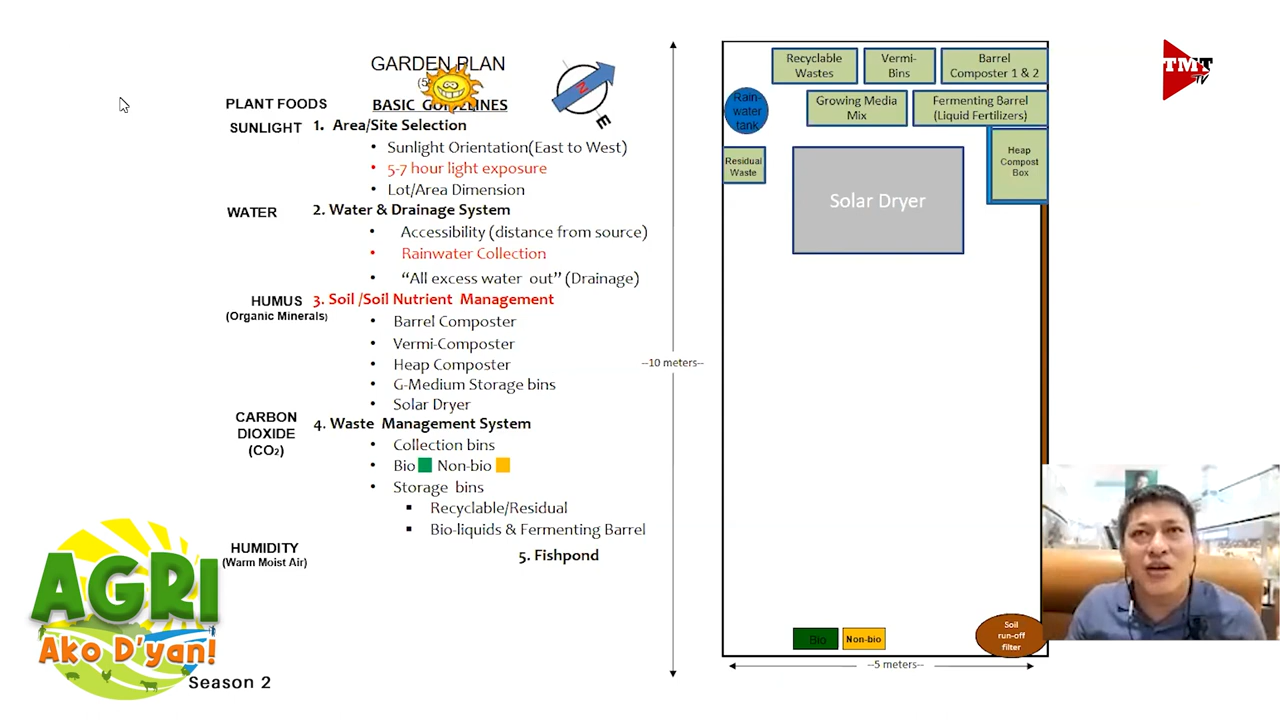 GARDEN PLAN
PLANT FOODS
BASIC GUIDELINES
SUNLIGHT
1. Area/Site Selection
• Sunlight Orientation(East to West)
• 5-7 hour light exposure
• Lot/Area Dimension
WATER
2. Water & Drainage System
• Accessibility (distance from source)
• Rainwater Collection
• “All excess water out” (Drainage)
HUMUS
(Organic Minerals)
3. Soil /Soil Nutrient Management
• Barrel Composter
• Vermi-Composter
• Heap Composter
• G-Medium Storage bins
• Solar Dryer
CARBON
DIOXIDE
(CO₂)
4. Waste Management System
• Collection bins
• Bio Non-bio
• Storage bins
▪ Recyclable/Residual
▪ Bio-liquids & Fermenting Barrel
HUMIDITY
(Warm Moist Air)
5. Fishpond
N
E
--10 meters--
Recyclable
Wastes
Vermi-
Bins
Barrel
Composter 1 & 2
Rain-
water
tank
Growing Media
Mix
Fermenting Barrel
(Liquid Fertilizers)
Residual
Waste
Solar Dryer
Heap
Compost
Box
Bio
Non-bio
Soil
run-off
filter
--5 meters--
TMT
TV
AGRI
Ako D'yan!
Season 2